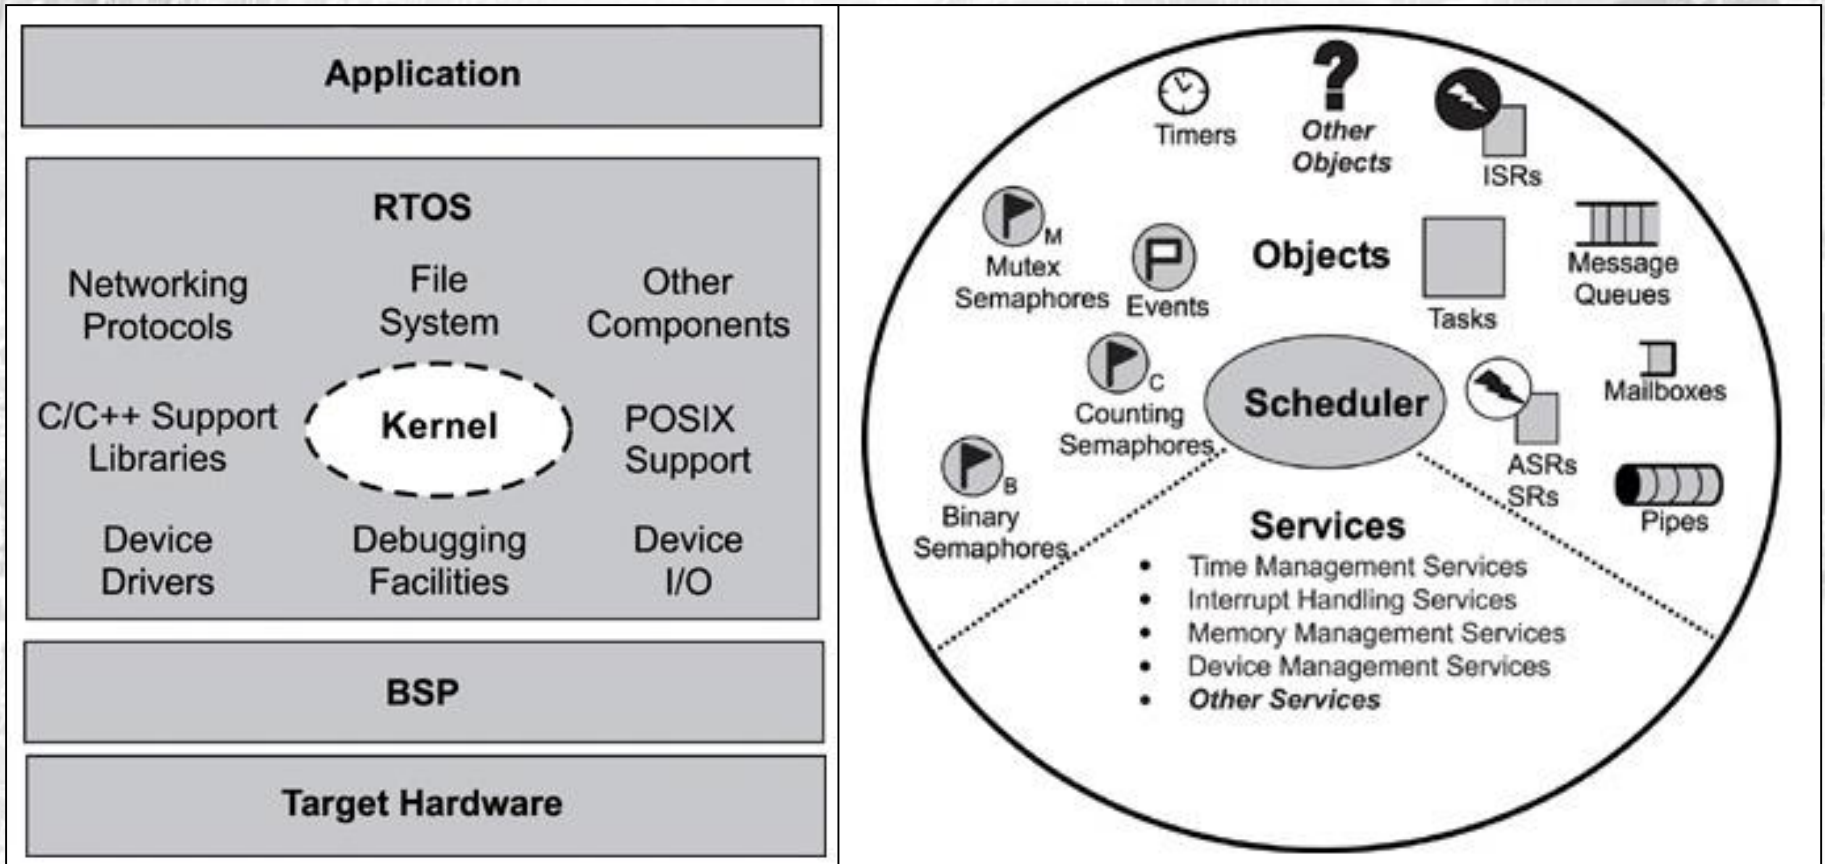 Application
RTOS
Networking
Protocols
File
System
Other
Components
C/C++ Support
Libraries
Kernel
POSIX
Support
Device
Drivers
Debugging
Facilities
Device
I/O
BSP
Target Hardware
Timers
Other
Objects
ISRs
M
Mutex
Semaphores
Events
Objects
Tasks
Message
Queues
C
Counting
Semaphores
Scheduler
Mailboxes
B
Binary
Semaphores
ASRs
SRs
Pipes
Services
• Time Management Services
• Interrupt Handling Services
• Memory Management Services
• Device Management Services
• Other Services